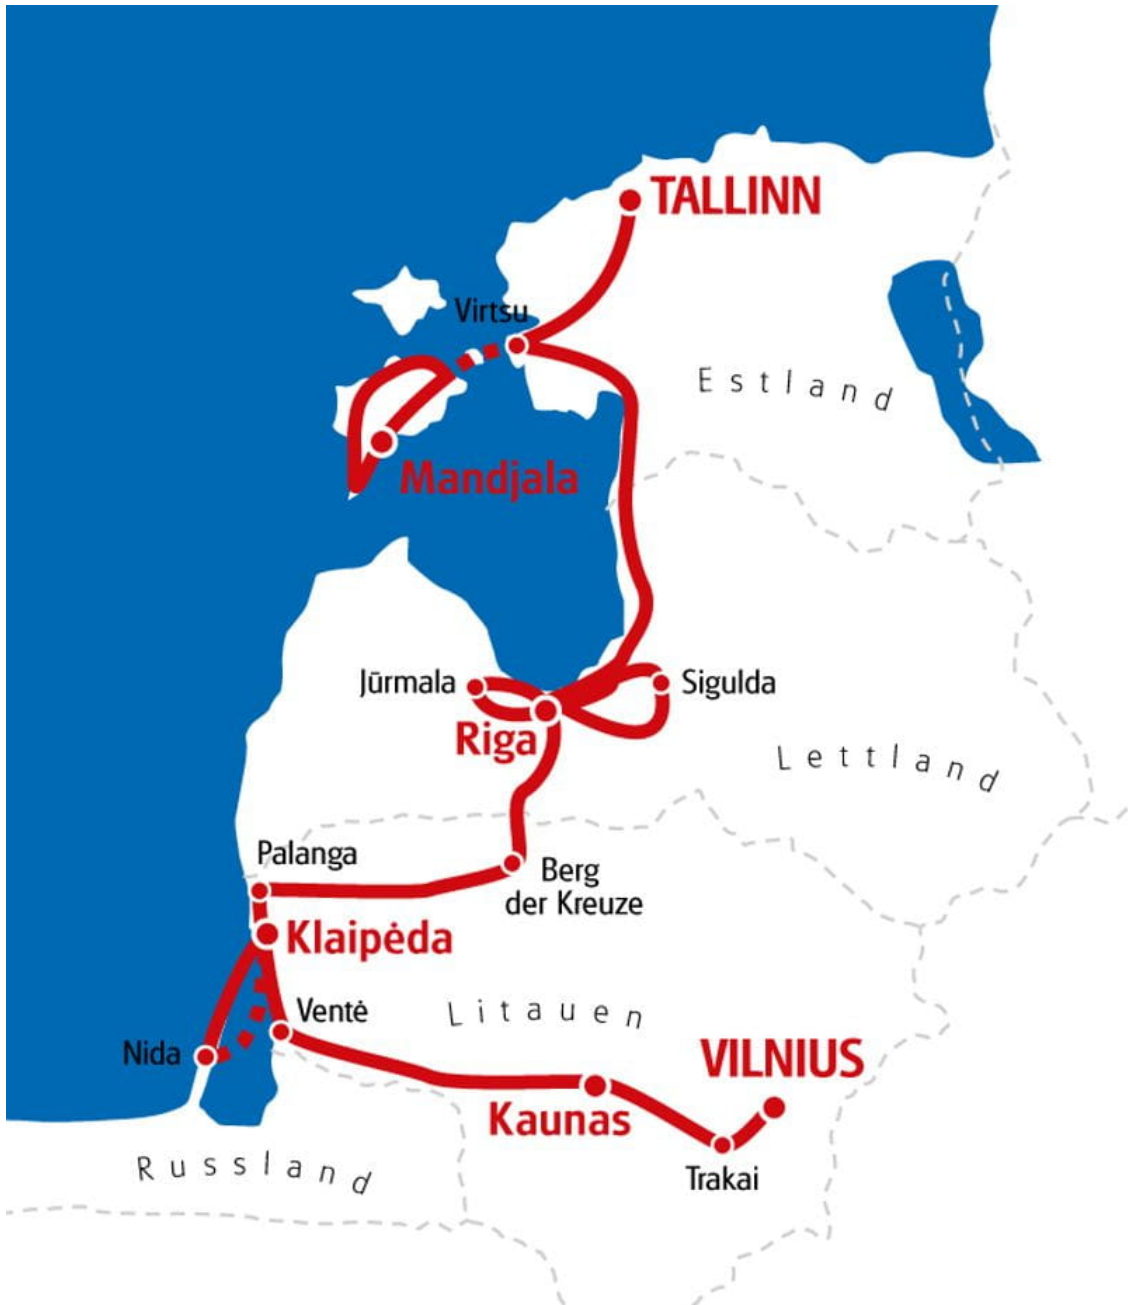 TALLINN
Virtsu
Estland
Mandjala
Jūrmala
Sigulda
Riga
Lettland
Palanga
Berg
der Kreuze
Klaipėda
Ventė
Litauen
Nida
VILNIUS
Kaunas
Trakai
Russland